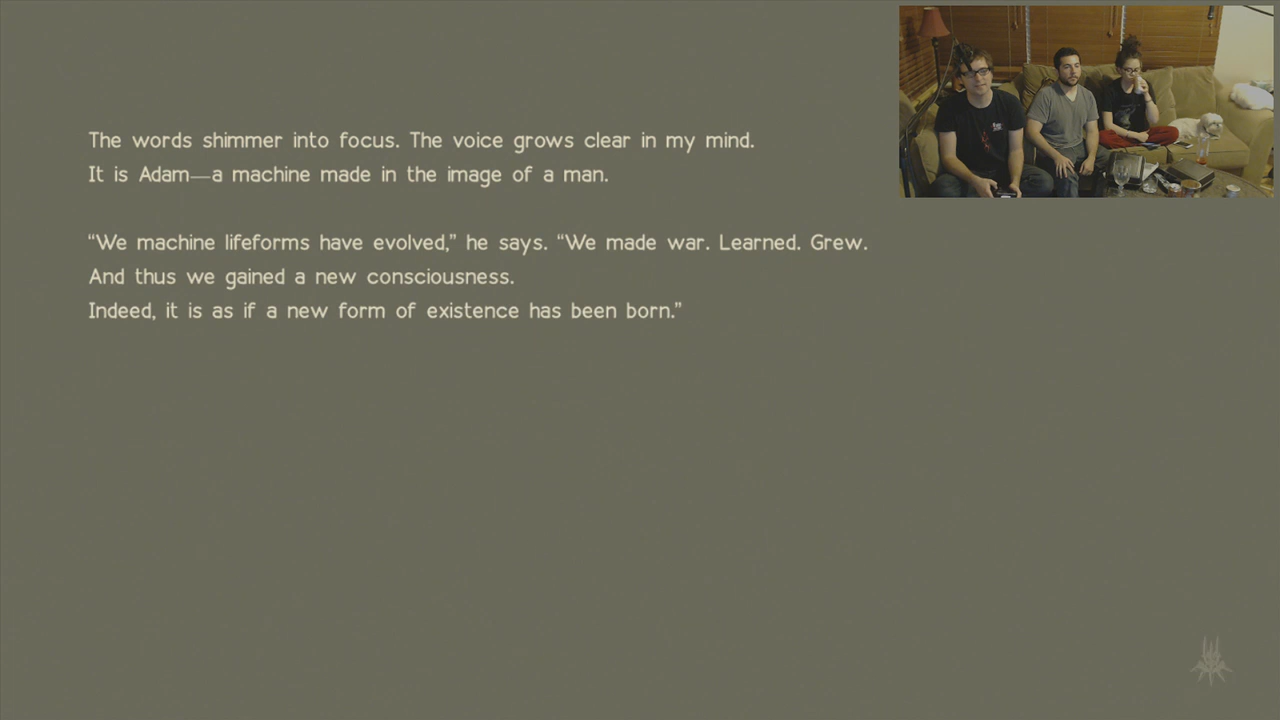 The words shimmer into focus. The voice grows clear in my mind.
It is Adam—a machine made in the image of a man.
“We machine lifeforms have evolved,” he says. “We made war. Learned. Grew.
And thus we gained a new consciousness.
Indeed, it is as if a new form of existence has been born.”